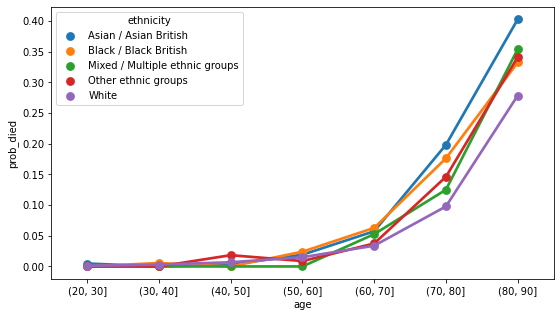 ethnicity
Asian / Asian British
Black / Black British
Mixed / Multiple ethnic groups
Other ethnic groups
White
prob_died
0.40
0.35
0.30
0.25
0.20
0.15
0.10
0.05
0.00
(20, 30] (30, 40] (40, 50] (50, 60] (60, 70] (70, 80] (80, 90]
age